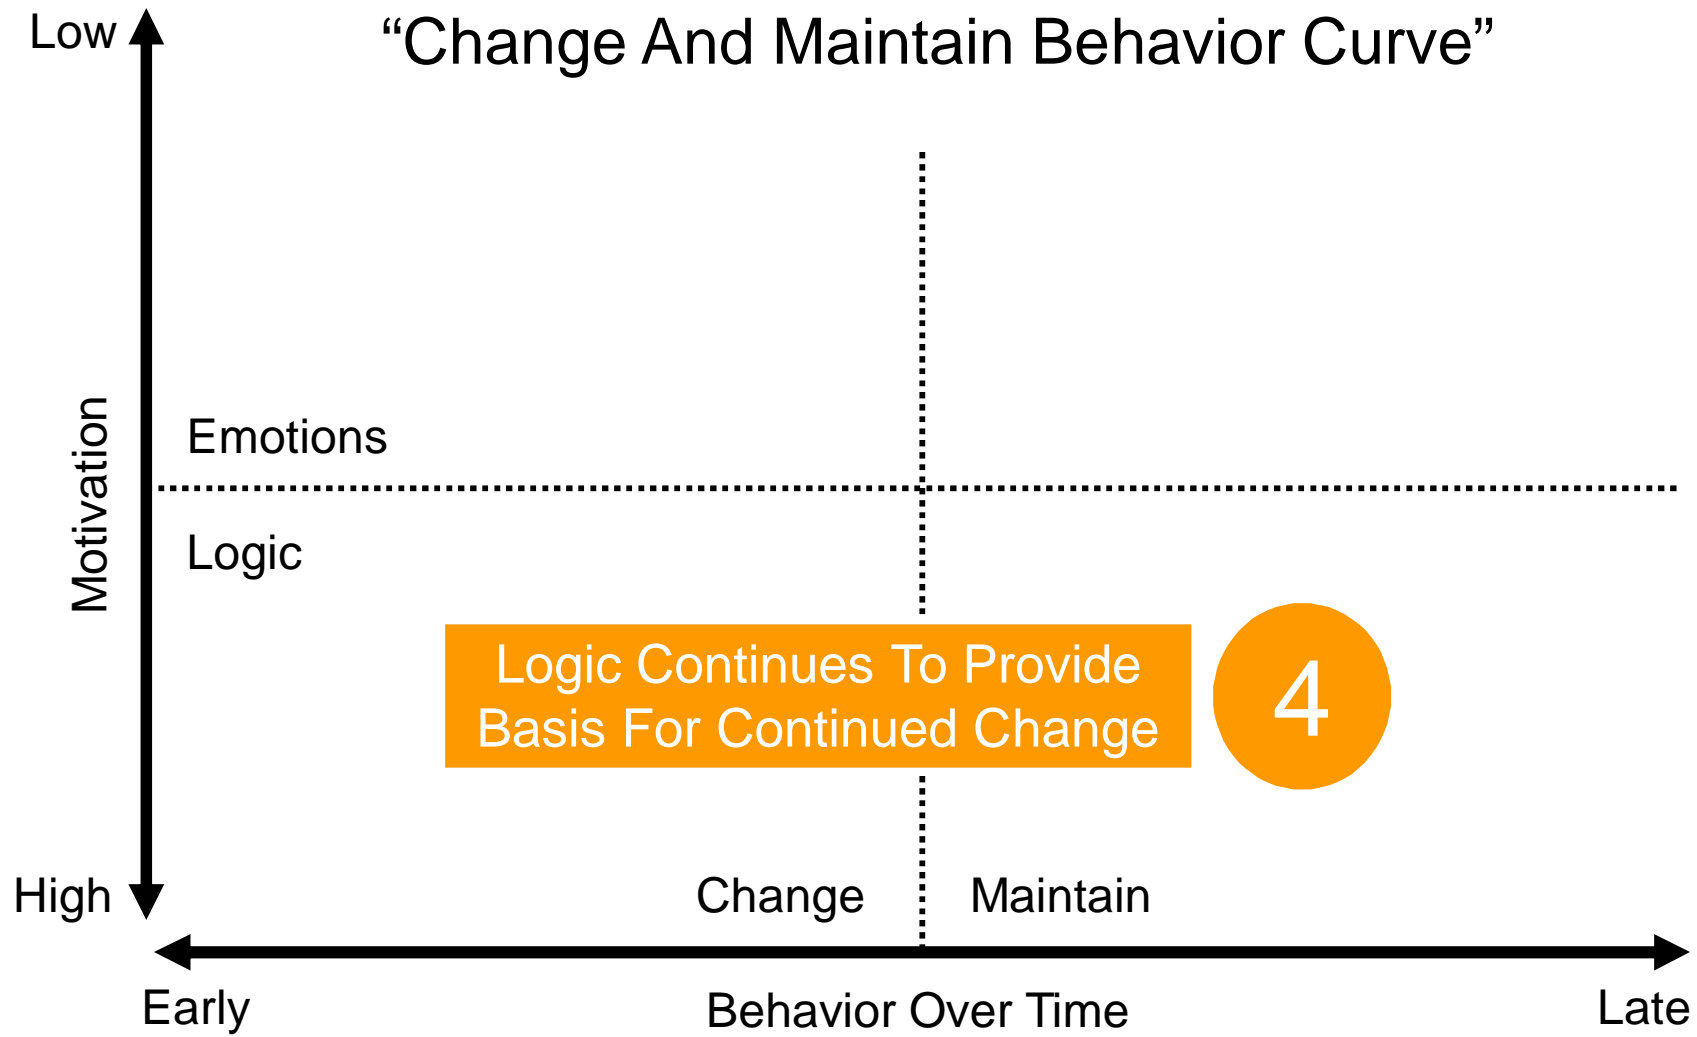 Low
“Change And Maintain Behavior Curve”
Emotions
Motivation
Logic
Logic Continues To Provide
Basis For Continued Change
4
High
Change
Maintain
Early
Behavior Over Time
Late